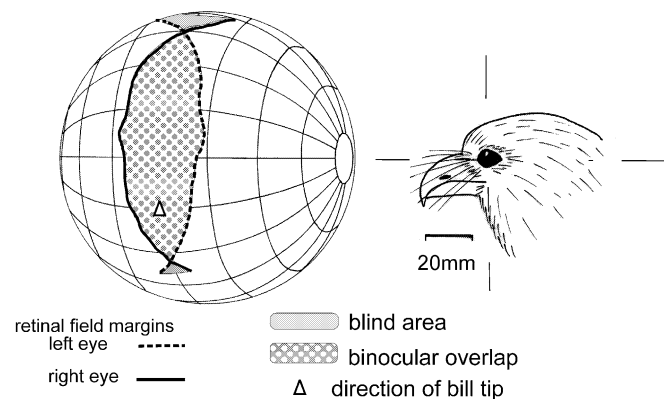 20mm
retinal field margins
left eye
right eye
blind area
binocular overlap
Δ direction of bill tip